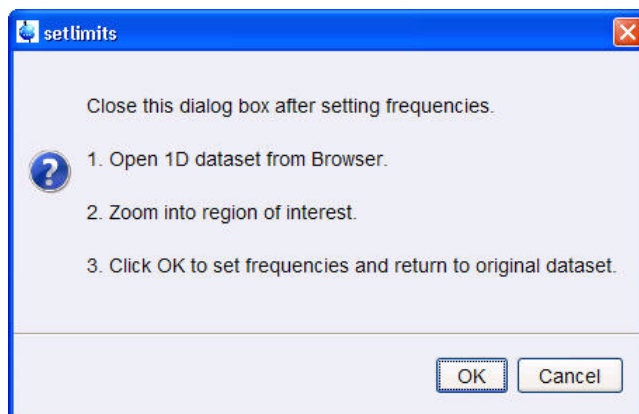 setlimits
Close this dialog box after setting frequencies.
1. Open 1D dataset from Browser.
2. Zoom into region of interest.
3. Click OK to set frequencies and return to original dataset.
OK Cancel